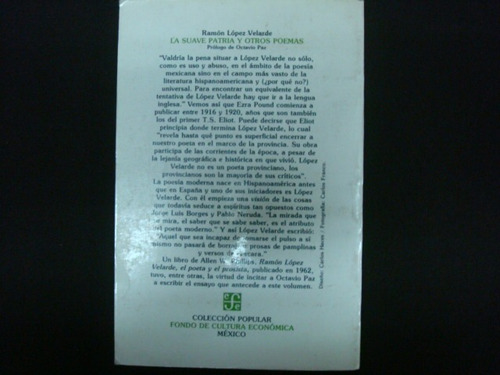 Ramón López Velarde
LA SUAVE PATRIA Y OTROS POEMAS
Prólogo de Octavio Paz
"Valdría la pena situar a López Velarde no sólo,
como es uso y abuso, en el ámbito de la poesía
mexicana sino en el campo más vasto de la
literatura hispanoamericana y (¿por qué no?)
universal. Para encontrar un equivalente de la
tentativa de López Velarde hay que ir a la lengua
inglesa." Vemos así que Ezra Pound comienza a
publicar entre 1916 y 1920, años que son también
los del primer T.S. Eliot. Puede decirse que Eliot
principia donde termina López Velarde, lo cual
"revela hasta qué punto es superficial encerrar a
nuestro poeta en el marco de la provincia. Su obra
participa de las corrientes de la época, a pesar de
la lejanía geográfica e histórica en que vivió. López
Velarde no es un poeta provinciano, los
provincianos son la mayoría de sus críticos".
La poesía moderna nace en Hispanoamérica antes
que en España y uno de sus iniciadores es López
Velarde. Con él empieza una visión de las cosas
que todavía seduce a espíritus tan opuestos como
Jorge Luis Borges y Pablo Neruda. "La mirada que
se mira, el saber que se sabe saber, es el atributo
del poeta moderno." Y así López Velarde escribió:
"Aquel que sea incapaz de tomarse el pulso a sí
mismo no pasará de borrajear prosas de pamplinas
y versos de cáscara."
Un libro de Allen W. Phillips, Ramón López
Velarde, el poeta y el prosista, publicado en 1962,
tuvo, entre otras, la virtud de incitar a Octavio Paz
a escribir el ensayo que antecede a este volumen.
COLECCIÓN POPULAR
FONDO DE CULTURA ECONÓMICA
MÉXICO
Diseño: Carlos Haces / Fotografía: Carlos Franco.